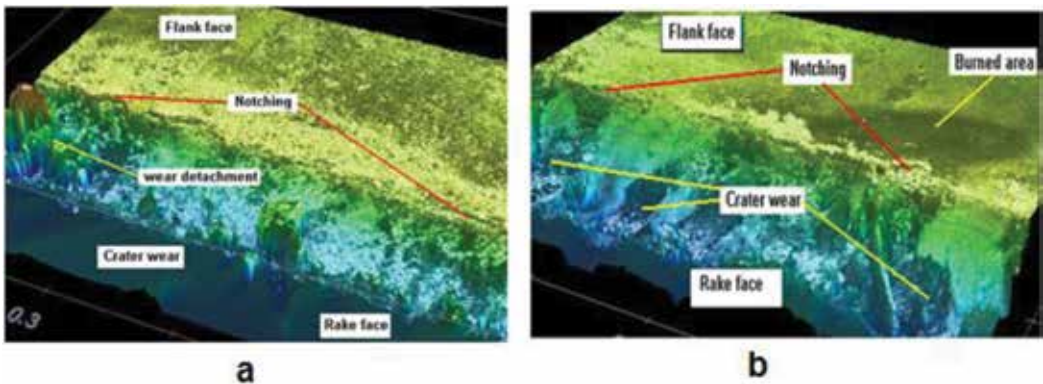 Flank face
Notching
wear detachment
Crater wear
Rake face
0.3
a
Flank face
Notching
Burned area
Crater wear
Rake face
b